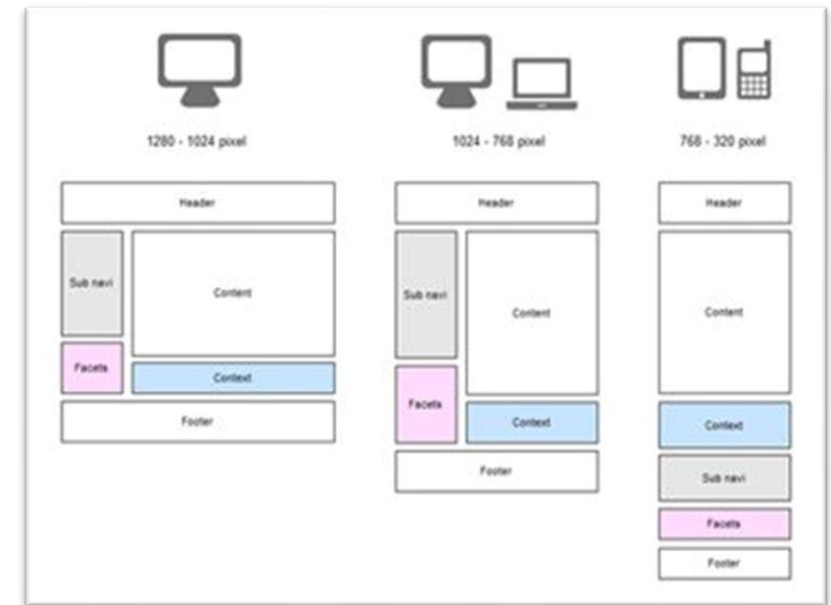 1280 - 1024 pixel
Header
Sub navi
Content
Facets
Context
Footer
1024 - 768 pixel
Header
Sub navi
Content
Facets
Context
Footer
768 - 320 pixel
Header
Content
Context
Sub navi
Facets
Footer